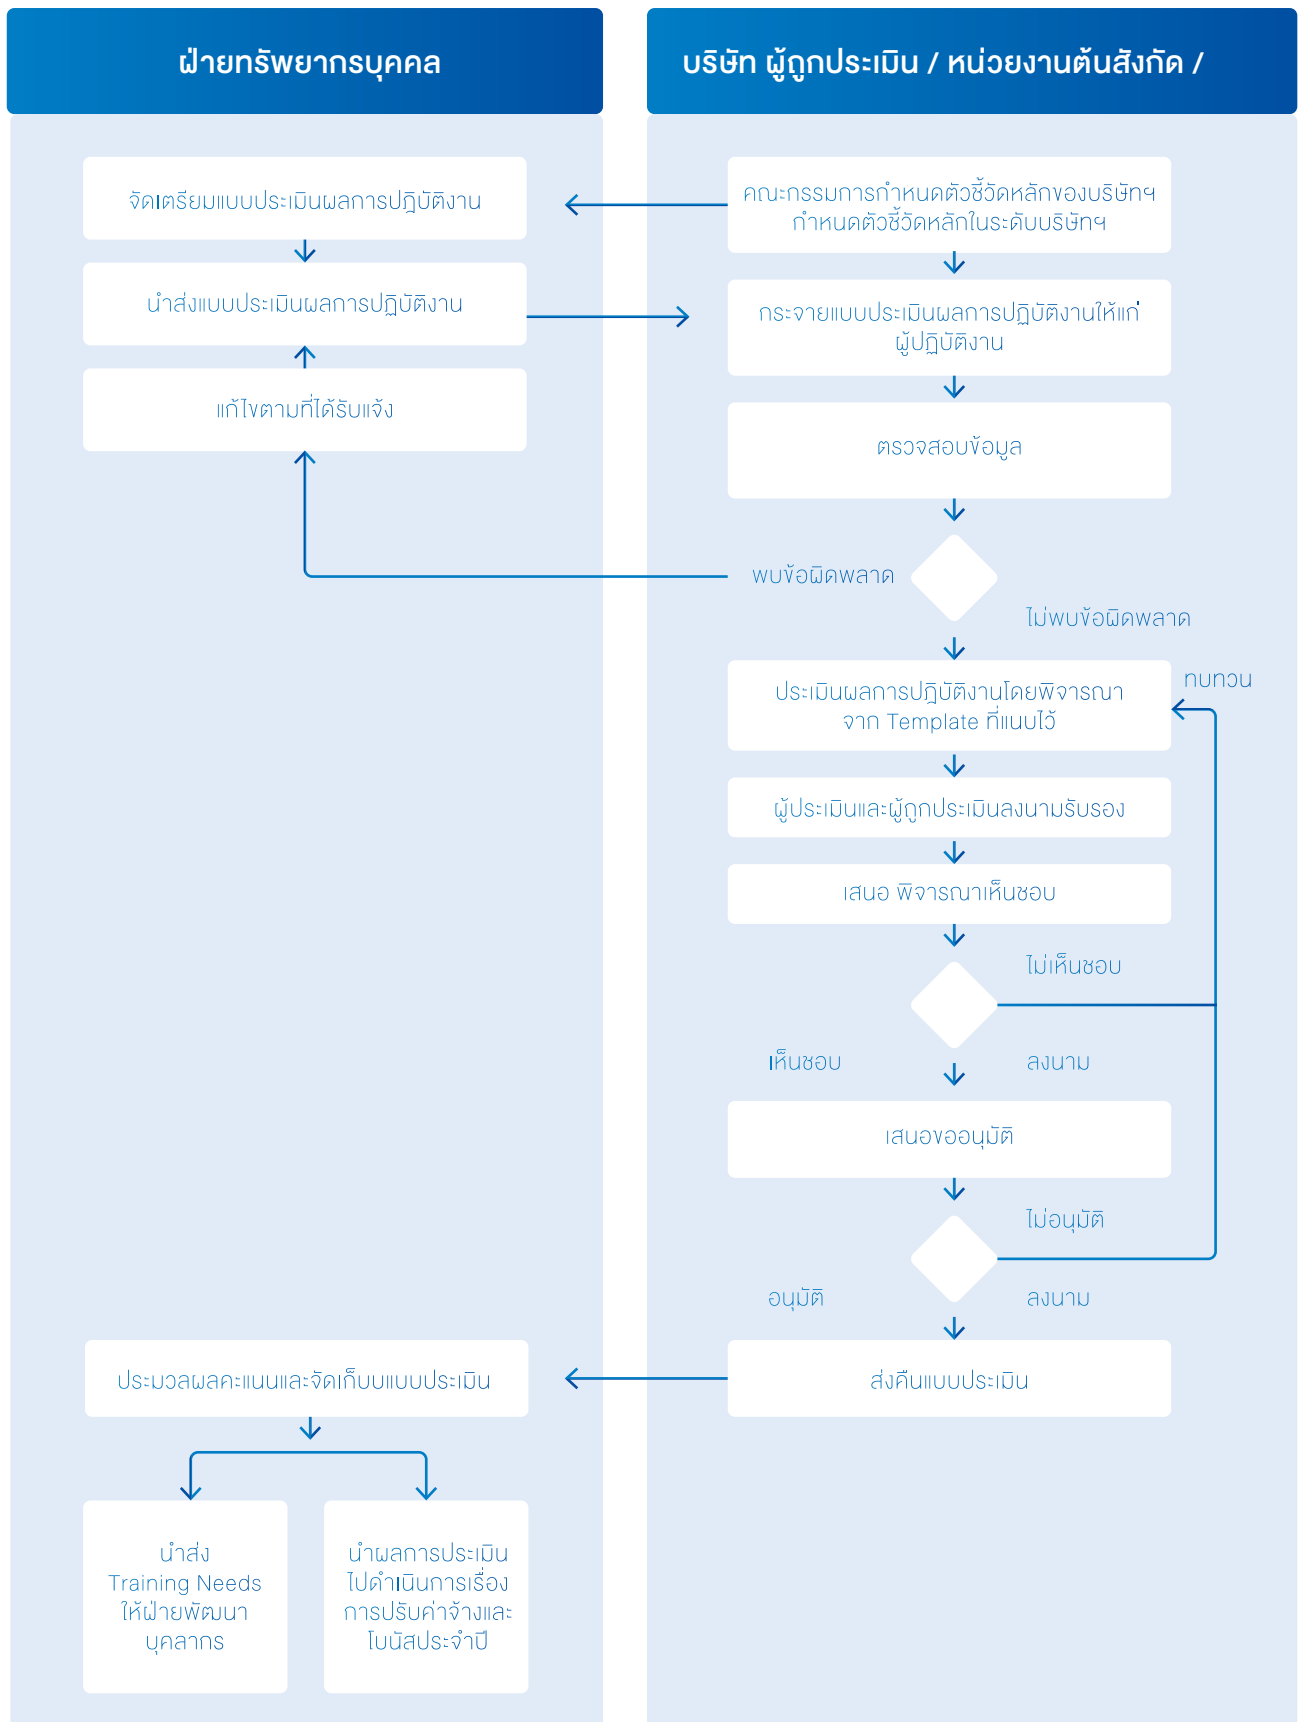 ฝ่ายทรัพยากรบุคคล
จัดเตรียมแบบประเมินผลการปฏิบัติงาน
นำส่งแบบประเมินผลการปฏิบัติงาน
แก้ไขตามที่ได้รับแจ้ง
บริษัท ผู้ถูกประเมิน / หน่วยงานต้นสังกัด /
คณะกรรมการกำหนดตัวชี้วัดหลักของบริษัทฯ
กำหนดตัวชี้วัดหลักในระดับบริษัทฯ
กระจายแบบประเมินผลการปฏิบัติงานให้แก่
ผู้ปฏิบัติงาน
ตรวจสอบข้อมูล
พบข้อผิดพลาด
ไม่พบข้อผิดพลาด
ประเมินผลการปฏิบัติงานโดยพิจารณา
จาก Template ที่แนบไว้
ทบทวน
ผู้ประเมินและผู้ถูกประเมินลงนามรับรอง
เสนอ พิจารณาเห็นชอบ
ไม่เห็นชอบ
เห็นชอบ
ลงนาม
เสนอขออนุมัติ
ไม่อนุมัติ
อนุมัติ
ลงนาม
ส่งคืนแบบประเมิน
ประมวลผลคะแนนและจัดเก็บบแบบประเมิน
นำส่ง
Training Needs
ให้ฝ่ายพัฒนา
บุคลากร
นำผลการประเมิน
ไปดำเนินการเรื่อง
การปรับค่าจ้างและ
โบนัสประจำปี